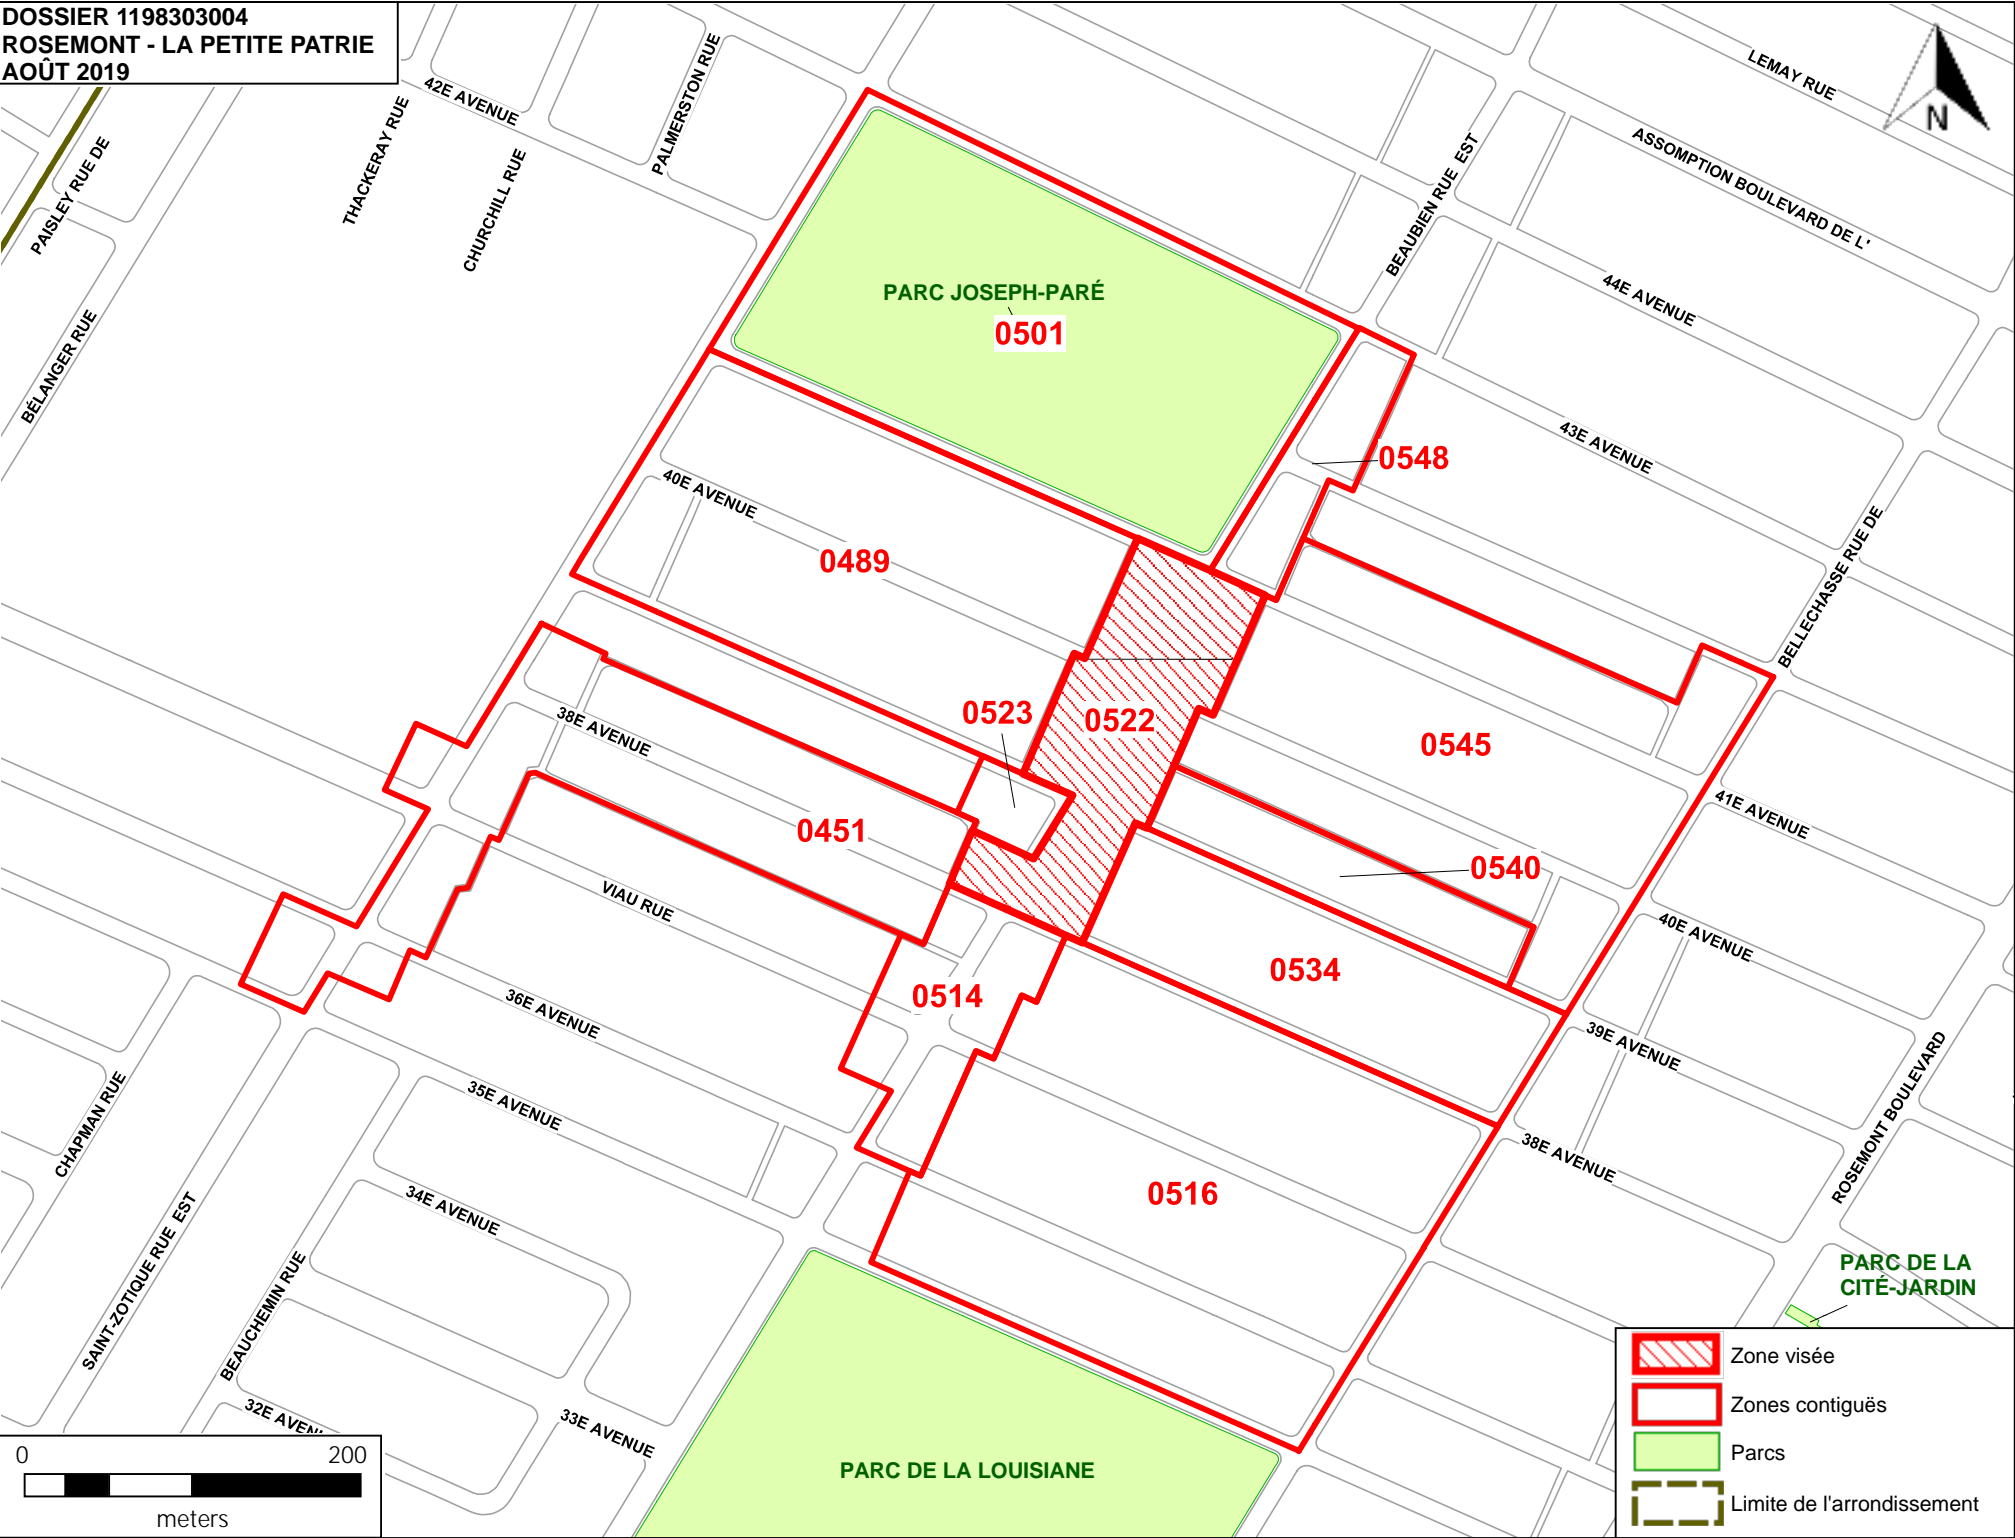 DOSSIER 1198303004
ROSEMONT - LA PETITE PATRIE
AOÛT 2019
42E AVENUE
PALMERSTON RUE
THACKERAY RUE
CHURCHILL RUE
PAISLEY RUE DE
BÉLANGER RUE
LEMAY RUE
N
ASSOMPTION BOULEVARD DE L'
BEAUBIEN RUE EST
44E AVENUE
43E AVENUE
PARC JOSEPH-PARÉ
0501
0548
40E AVENUE
0489
BELLECHASSE RUE DE
0523
0522
0545
38E AVENUE
0451
41E AVENUE
0540
VIAU RUE
40E AVENUE
0534
0514
36E AVENUE
39E AVENUE
35E AVENUE
CHAPMAN RUE
38E AVENUE
ROSEMONT BOULEVARD
0516
34E AVENUE
SAINT-ZOTIQUE RUE EST
BEAUCHEMIN RUE
PARC DE LA
CITÉ-JARDIN
32E AVENU
33E AVENUE
PARC DE LA LOUISIANE
0 200
meters
Zone visée
Zones contiguës
Parcs
Limite de l'arrondissement